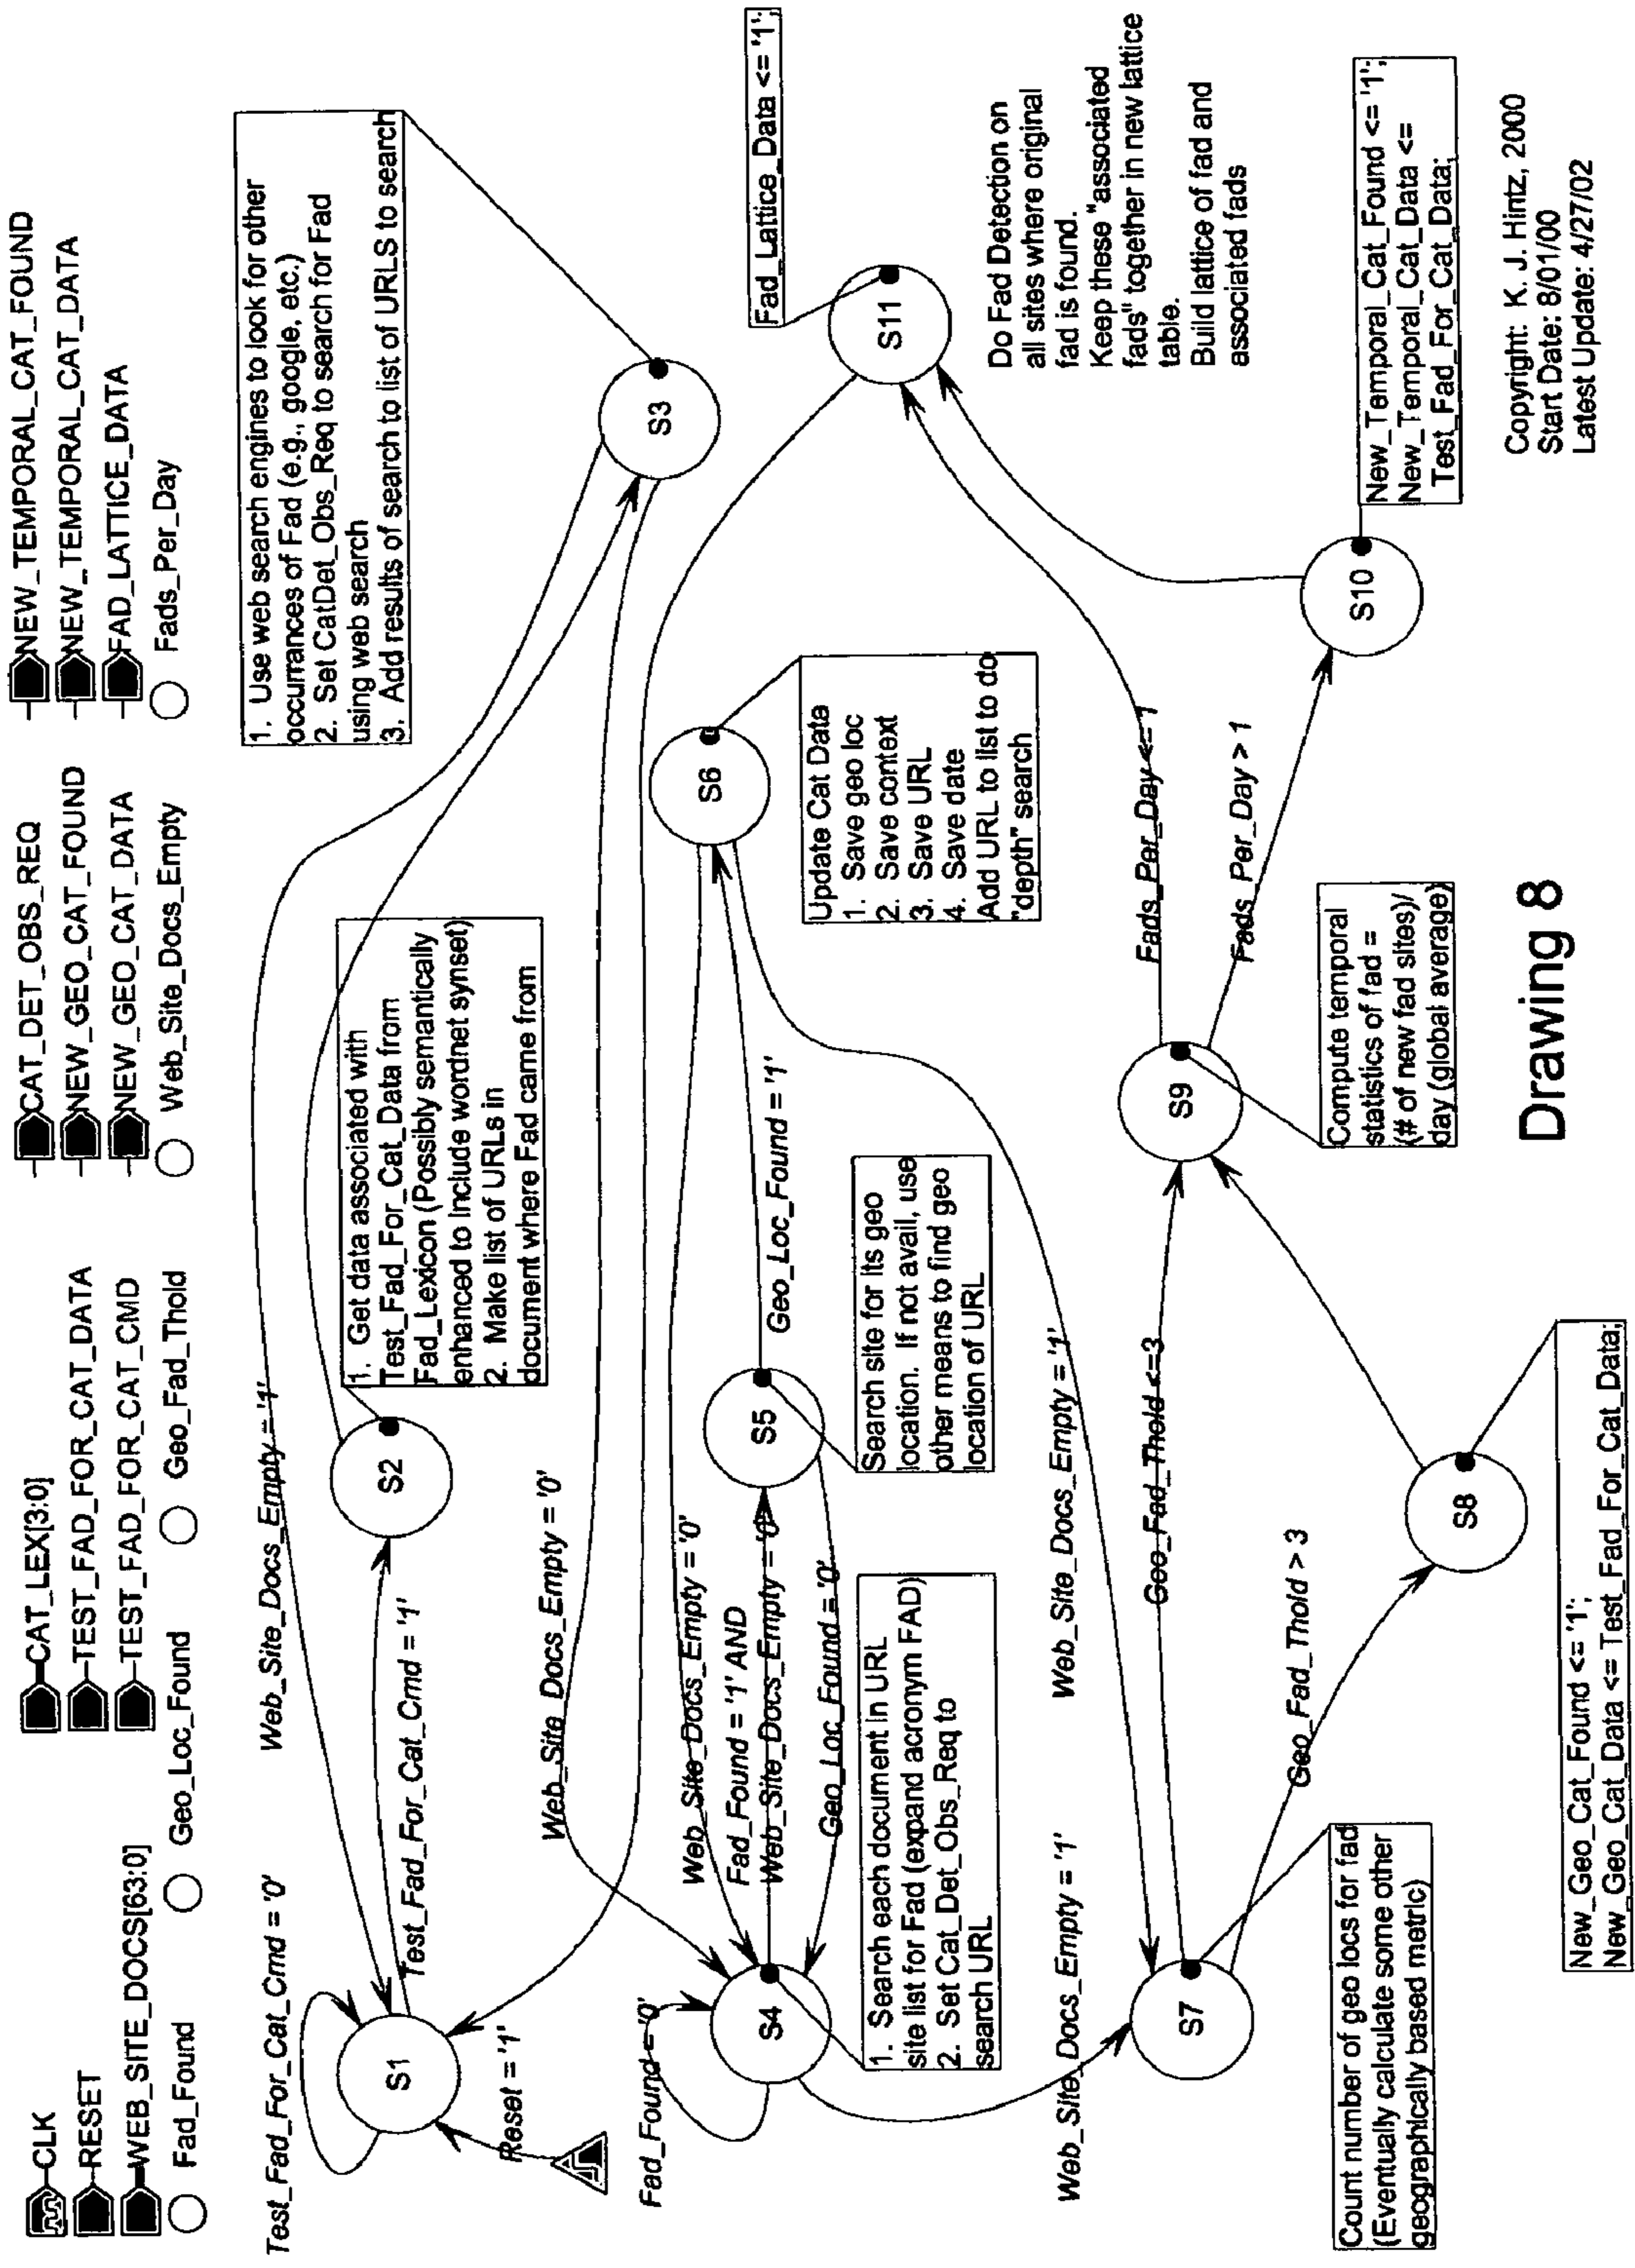 CLK
RESET
WEB_SITE_DOCS[63:0]
Fad_Found
Geo_Loc_Found
CAT_LEX[3:0]
TEST_FAD_FOR_CAT_DATA
TEST_FAD_FOR_CAT_CMD
Geo_Fad_Thold
CAT_DET_OBS_REQ
NEW_GEO_CAT_FOUND
NEW_GEO_CAT_DATA
Web_Site_Docs_Empty
NEW_TEMPORAL_CAT_FOUND
NEW_TEMPORAL_CAT_DATA
FAD_LATTICE_DATA
Fads_Per_Day
Test_Fad_For_Cat_Cmd = '0'
Web_Site_Docs_Empty = '1'
S1
Test_Fad_For_Cat_Cmd = '1'
Reset = '1'
S2
1. Get data associated with
Test_Fad_For_Cat_Data from
Fad_Lexicon (Possibly semantically
enhanced to include wordnet synset)
2. Make list of URLs in
document where Fad came from
1. Use web search engines to look for other
occurrances of Fad (e.g., google, etc.)
2. Set CatDet_Obs_Req to search for Fad
using web search
3. Add results of search to list of URLS to search
S3
Web_Site_Docs_Empty = '0'
Fad_Found = '0'
S4
Web_Site_Docs_Empty = '0'
Fad_Found = '1' AND
Web_Site_Docs_Empty = '0'
Geo_Loc_Found = '0'
1. Search each document in URL
site list for Fad (expand acronym FAD)
2. Set Cat_Det_Obs_Req to
search URL
S5
Geo_Loc_Found = '1'
Search site for its geo
location. If not avail, use
other means to find geo
location of URL
S6
Update Cat Data
1. Save geo loc
2. Save context
3. Save URL
4. Save date
Add URL to list to do
"depth" search
Fad_Lattice_Data <= '1';
S11
Do Fad Detection on
all sites where original
fad is found.
Keep these "associated
fads" together in new lattice
table.
Build lattice of fad and
associated fads
Web_Site_Docs_Empty = '1'
Web_Site_Docs_Empty = '1'
S7
Geo_Fad_Thold <=3
Geo_Fad_Thold > 3
Count number of geo locs for fad
(Eventually calculate some other
geographically based metric)
S8
New_Geo_Cat_Found <= '1';
New_Geo_Cat_Data <= Test_Fad_For_Cat_Data;
S9
Fads_Per_Day <=1
Fads_Per_Day > 1
Compute temporal
statistics of fad =
(# of new fad sites)/
day (global average)
S10
New_Temporal_Cat_Found <= '1';
New_Temporal_Cat_Data <=
Test_Fad_For_Cat_Data;
Copyright: K. J. Hintz, 2000
Start Date: 8/01/00
Latest Update: 4/27/02
Drawing 8